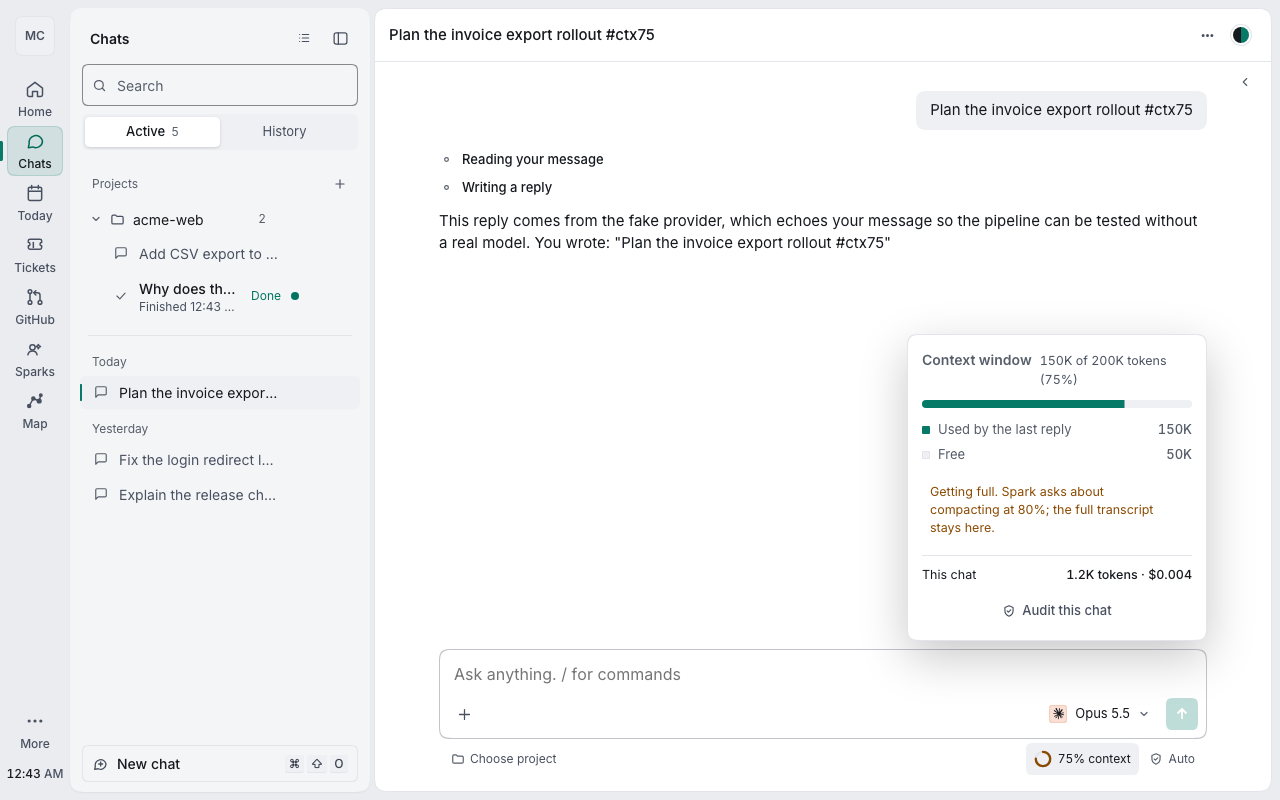 MC
Home
Chats
Today
Tickets
GitHub
Sparks
Map
More
12:43 AM
Chats
Search
Active 5
History
Projects
acme-web 2
Add CSV export to ...
Why does th... Done
Finished 12:43 ...
Today
Plan the invoice expor...
Yesterday
Fix the login redirect l...
Explain the release ch...
New chat ⌘ ⇧ O
Plan the invoice export rollout #ctx75
Plan the invoice export rollout #ctx75
Reading your message
Writing a reply
This reply comes from the fake provider, which echoes your message so the pipeline can be tested without
a real model. You wrote: "Plan the invoice export rollout #ctx75"
Context window 150K of 200K tokens
(75%)
Used by the last reply 150K
Free 50K
Getting full. Spark asks about
compacting at 80%; the full transcript
stays here.
This chat 1.2K tokens · $0.004
Audit this chat
Ask anything. / for commands
Opus 5.5
Choose project
75% context
Auto